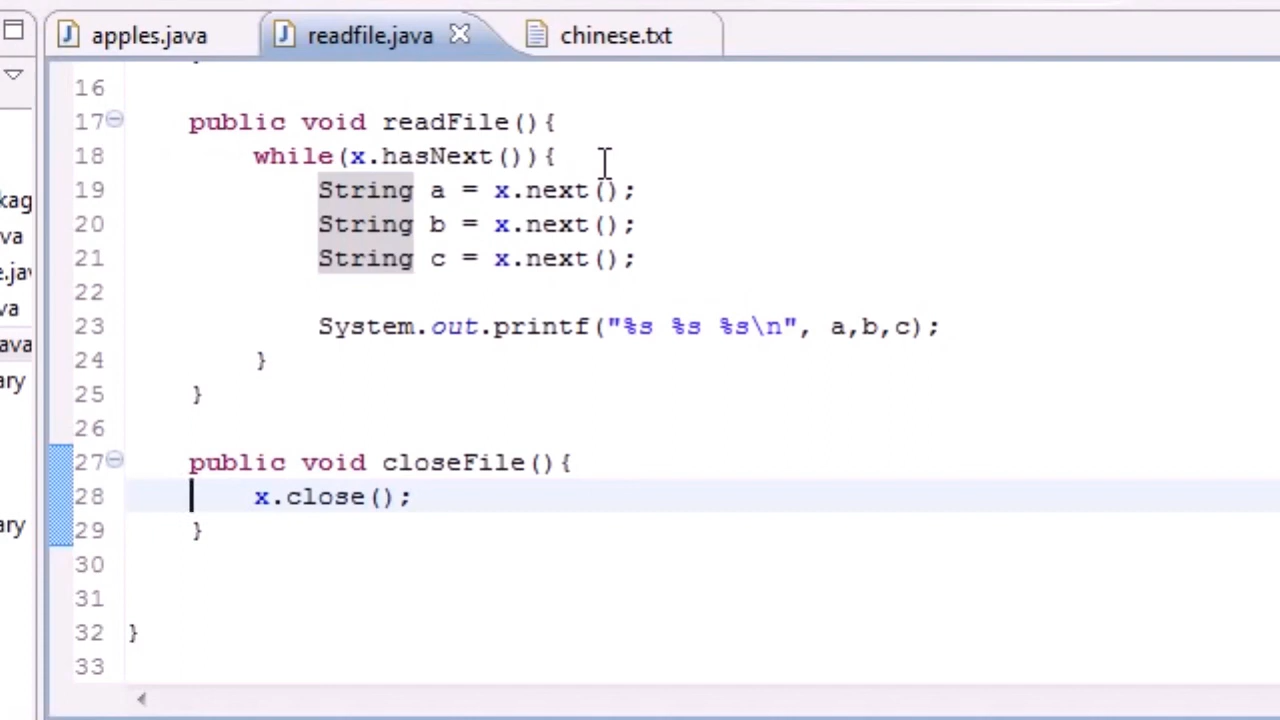 apples.java readfile.java chinese.txt
16
17 public void readFile(){
18 while(x.hasNext()){
19 String a = x.next();
20 String b = x.next();
21 String c = x.next();
22
23 System.out.printf("%s %s %s\n", a,b,c);
24 }
25 }
26
27 public void closeFile(){
28 x.close();
29 }
30
31
32 }
33